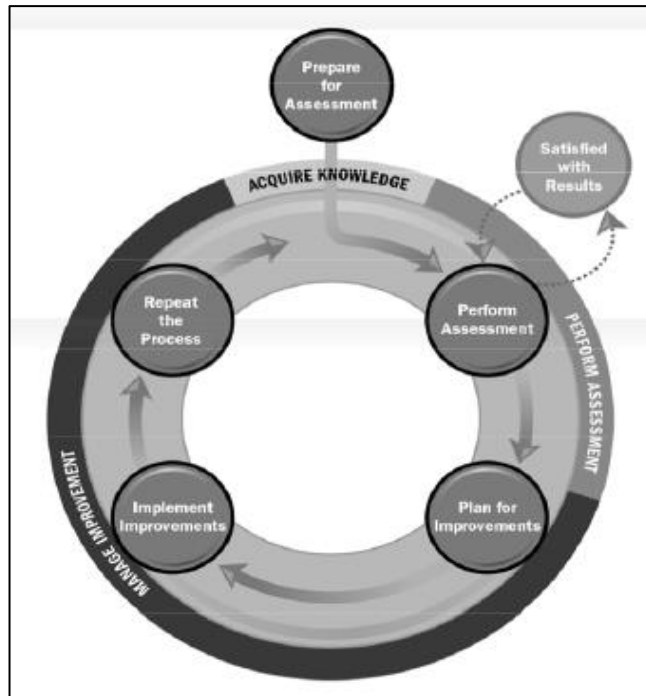 Prepare
for
Assessment
Satisfied
with
Results
ACQUIRE KNOWLEDGE
Repeat
the
Process
Perform
Assessment
PERFORM ASSESSMENT
Implement
Improvements
Plan for
Improvements
MANAGE IMPROVEMENT